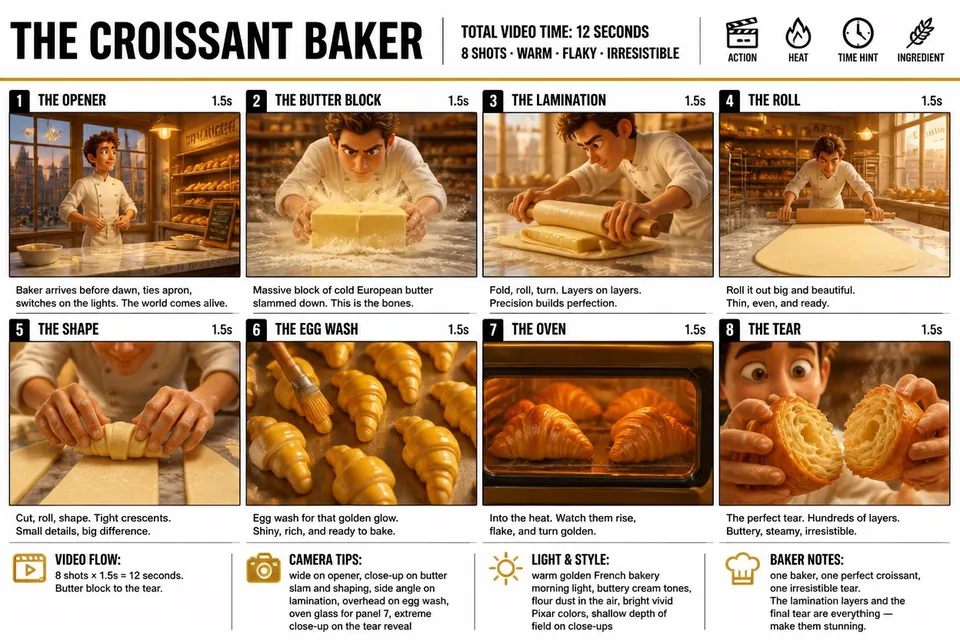 THE CROISSANT BAKER
TOTAL VIDEO TIME: 12 SECONDS
8 SHOTS · WARM · FLAKY · IRRESISTIBLE
ACTION
HEAT
TIME HINT
INGREDIENT
1 THE OPENER 1.5s
Baker arrives before dawn, ties apron,
switches on the lights. The world comes alive.
2 THE BUTTER BLOCK 1.5s
Massive block of cold European butter
slammed down. This is the bones.
3 THE LAMINATION 1.5s
Fold, roll, turn. Layers on layers.
Precision builds perfection.
4 THE ROLL 1.5s
Roll it out big and beautiful.
Thin, even, and ready.
5 THE SHAPE 1.5s
Cut, roll, shape. Tight crescents.
Small details, big difference.
6 THE EGG WASH 1.5s
Egg wash for that golden glow.
Shiny, rich, and ready to bake.
7 THE OVEN 1.5s
Into the heat. Watch them rise,
flake, and turn golden.
8 THE TEAR 1.5s
The perfect tear. Hundreds of layers.
Buttery, steamy, irresistible.
VIDEO FLOW:
8 shots × 1.5s = 12 seconds.
Butter block to the tear.
CAMERA TIPS:
wide on opener, close-up on butter
slam and shaping, side angle on
lamination, overhead on egg wash,
oven glass for panel 7, extreme
close-up on the tear reveal
LIGHT & STYLE:
warm golden French bakery
morning light, buttery cream tones,
flour dust in the air, bright vivid
Pixar colors, shallow depth of
field on close-ups
BAKER NOTES:
one baker, one perfect croissant,
one irresistible tear.
The lamination layers and the
final tear are everything —
make them stunning.